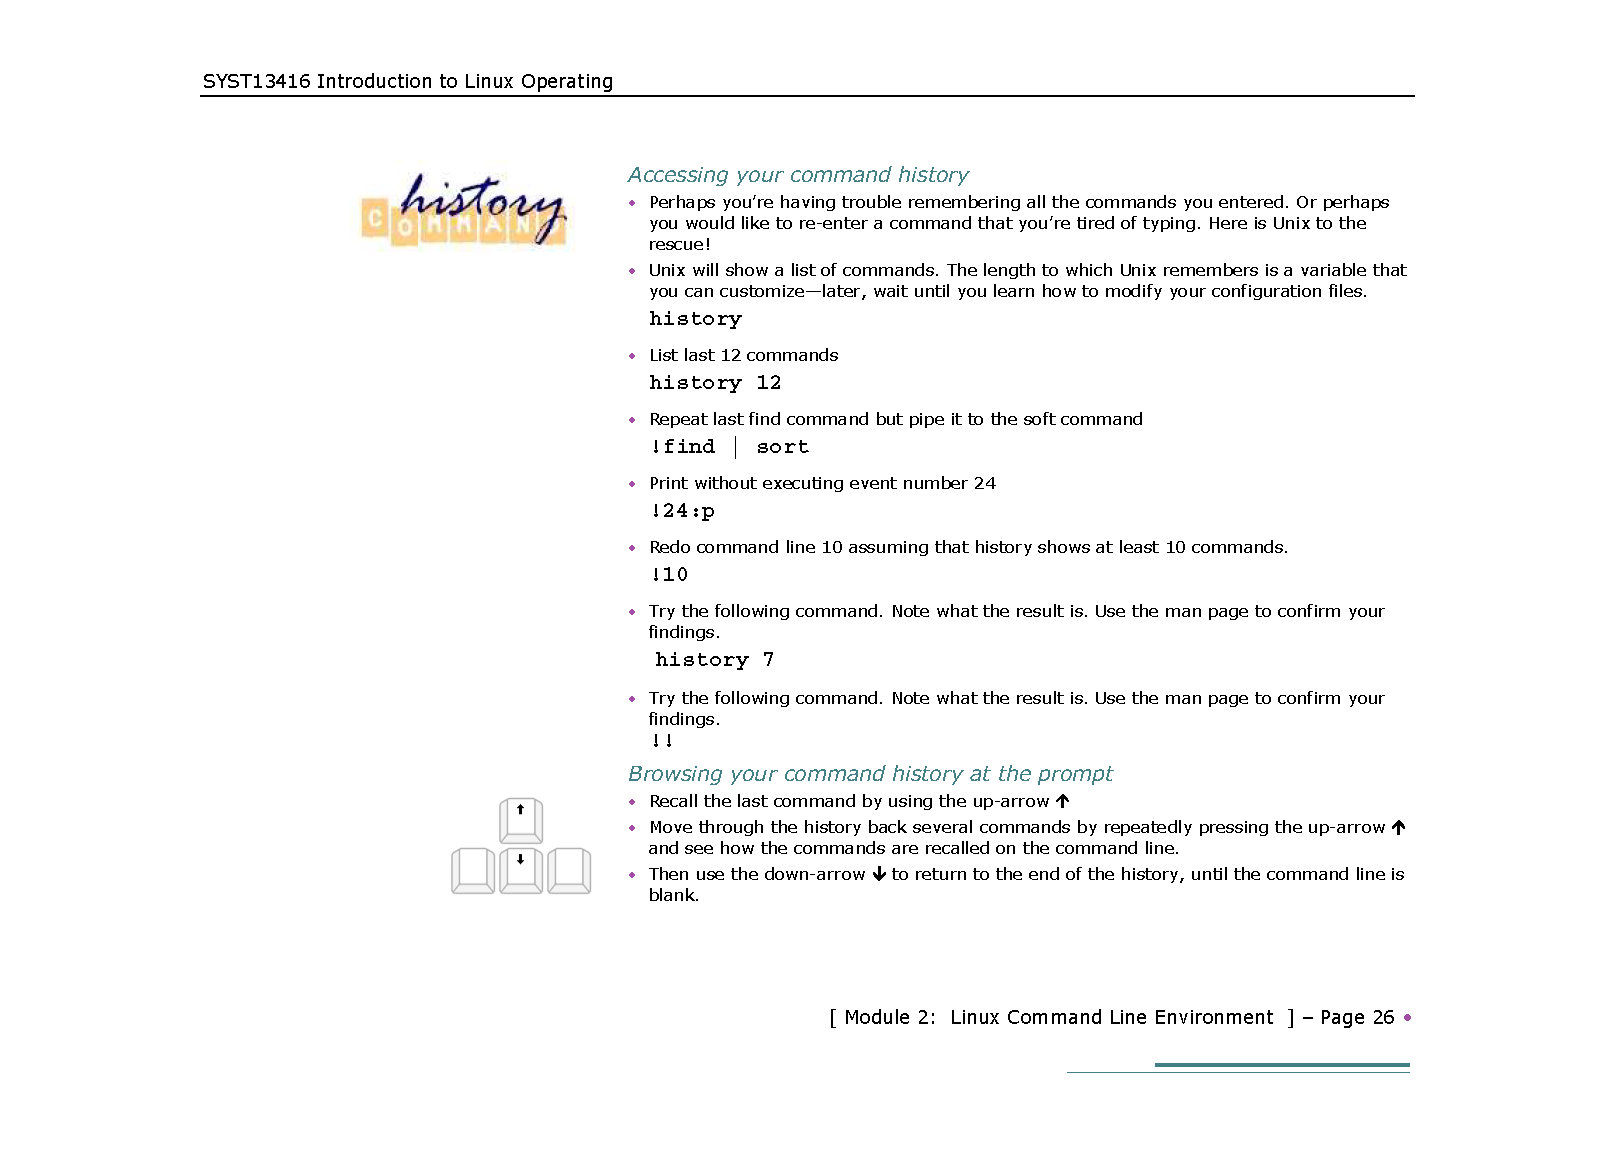 SYST13416 Introduction to Linux Operating
history
COMMAND
Accessing your command history
• Perhaps you're having trouble remembering all the commands you entered. Or perhaps
you would like to re-enter a command that you're tired of typing. Here is Unix to the
rescue!
• Unix will show a list of commands. The length to which Unix remembers is a variable that
you can customize—later, wait until you learn how to modify your configuration files.
history
• List last 12 commands
history 12
• Repeat last find command but pipe it to the soft command
!find | sort
• Print without executing event number 24
!24:p
• Redo command line 10 assuming that history shows at least 10 commands.
!10
• Try the following command. Note what the result is. Use the man page to confirm your
findings.
history 7
• Try the following command. Note what the result is. Use the man page to confirm your
findings.
!!
Browsing your command history at the prompt
• Recall the last command by using the up-arrow ↑
• Move through the history back several commands by repeatedly pressing the up-arrow ↑
and see how the commands are recalled on the command line.
• Then use the down-arrow ↓ to return to the end of the history, until the command line is
blank.
[ Module 2: Linux Command Line Environment ] – Page 26 •